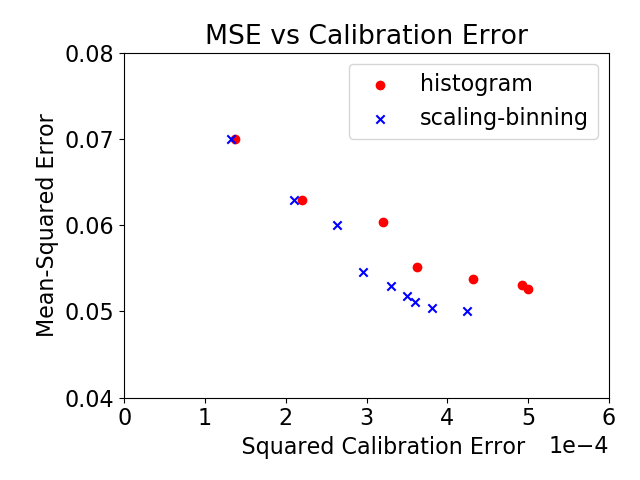 MSE vs Calibration Error
0.08
histogram
scaling-binning
0.07
0.06
0.05
0.04
Mean-Squared Error
0 1 2 3 4 5 6
Squared Calibration Error 1e−4